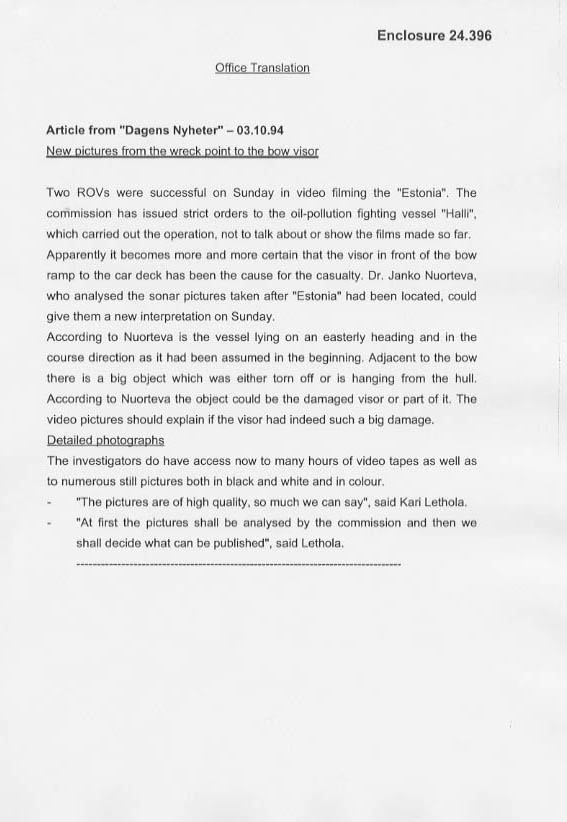 Enclosure 24.396
Office Translation
Article from "Dagens Nyheter" – 03.10.94
New pictures from the wreck point to the bow visor
Two ROVs were successful on Sunday in video filming the "Estonia". The
commission has issued strict orders to the oil-pollution fighting vessel "Halli",
which carried out the operation, not to talk about or show the films made so far.
Apparently it becomes more and more certain that the visor in front of the bow
ramp to the car deck has been the cause for the casualty. Dr. Janko Nuorteva,
who analysed the sonar pictures taken after "Estonia" had been located, could
give them a new interpretation on Sunday.
According to Nuorteva is the vessel lying on an easterly heading and in the
course direction as it had been assumed in the beginning. Adjacent to the bow
there is a big object which was either torn off or is hanging from the hull.
According to Nuorteva the object could be the damaged visor or part of it. The
video pictures should explain if the visor had indeed such a big damage.
Detailed photographs
The investigators do have access now to many hours of video tapes as well as
to numerous still pictures both in black and white and in colour.
- "The pictures are of high quality, so much we can say", said Kari Lethola.
- "At first the pictures shall be analysed by the commission and then we
shall decide what can be published", said Lethola.